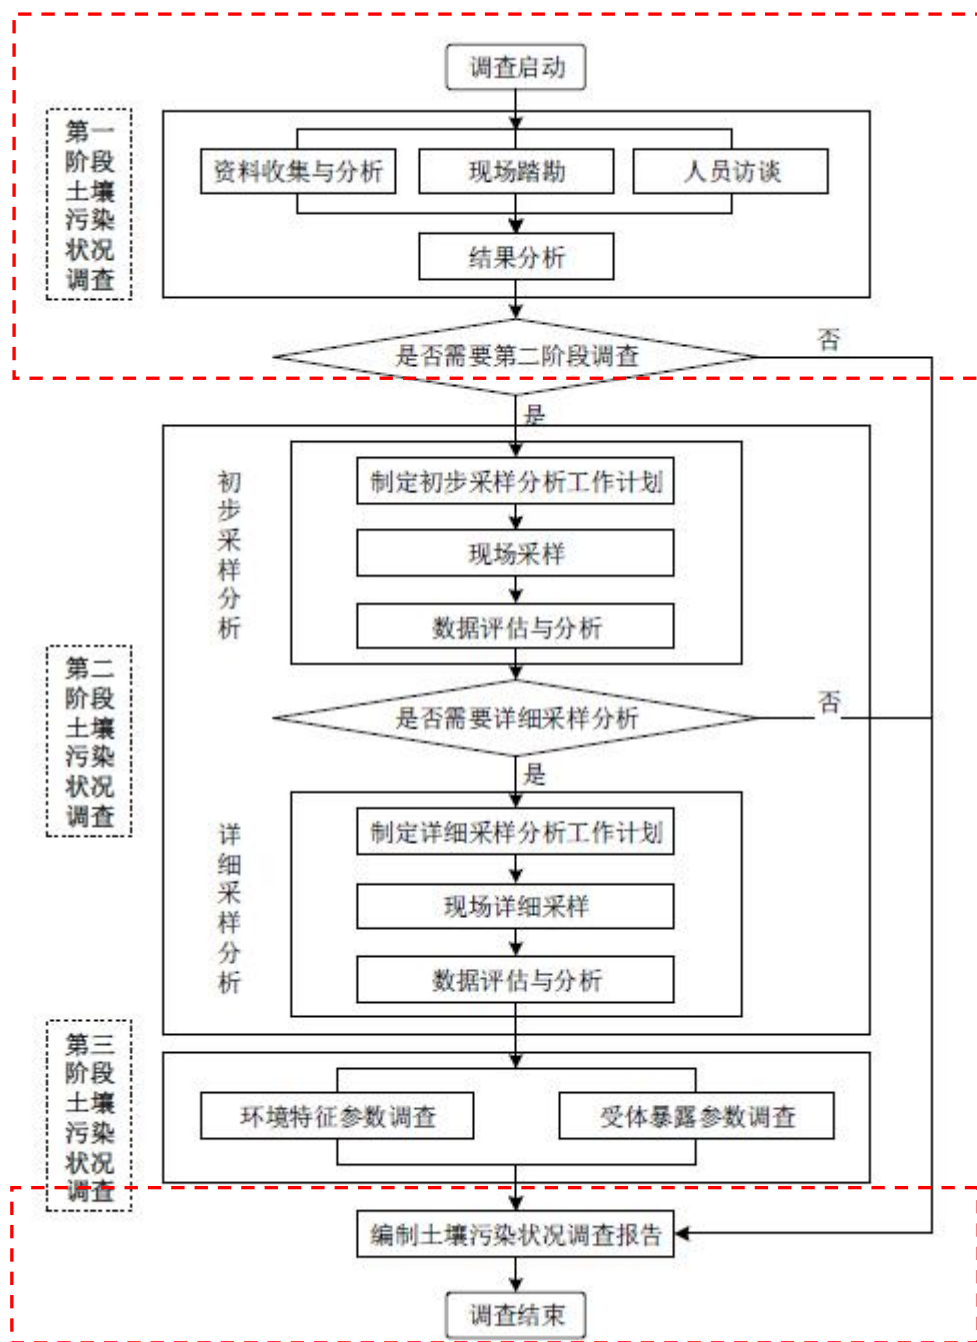 调查启动
第一
阶段
土壤
污染
状况
调查
资料收集与分析
现场踏勘
人员访谈
结果分析
是否需要第二阶段调查
否
是
第二
阶段
土壤
污染
状况
调查
初
步
采
样
分
析
制定初步采样分析工作计划
现场采样
数据评估与分析
是否需要详细采样分析
否
是
详
细
采
样
分
析
制定详细采样分析工作计划
现场详细采样
数据评估与分析
第三
阶段
土壤
污染
状况
调查
环境特征参数调查
受体暴露参数调查
编制土壤污染状况调查报告
调查结束